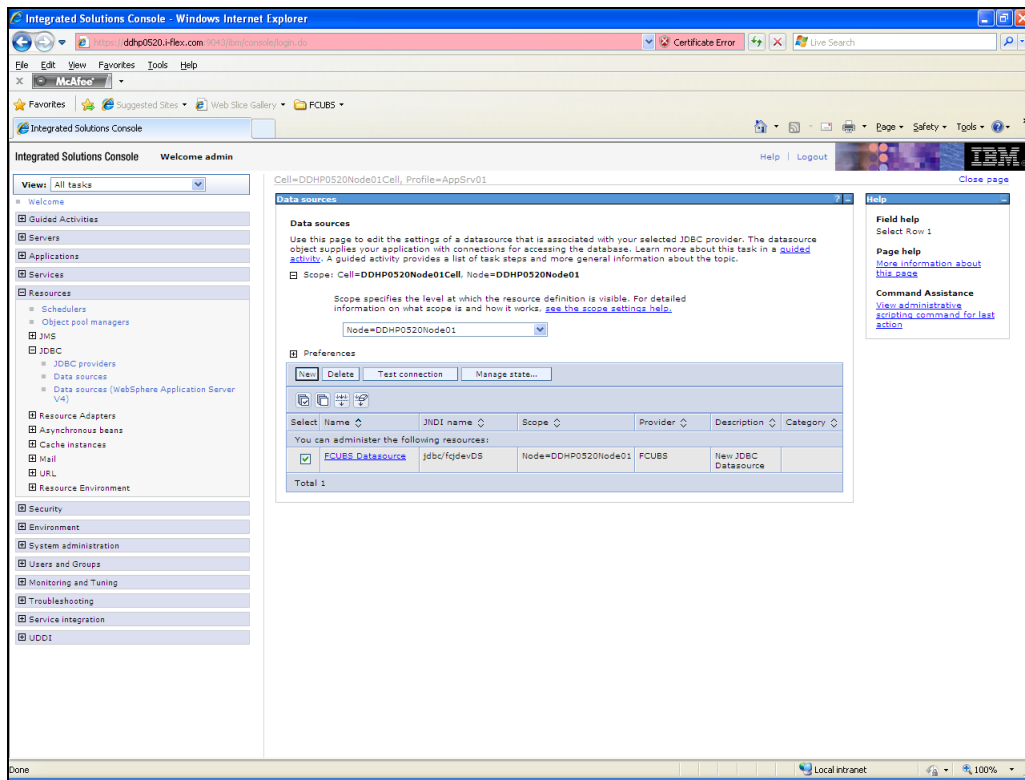 Integrated Solutions Console - Windows Internet Explorer
https://ddhp0520.i-flex.com:9043/ibm/console/login.do
Certificate Error
Live Search
File Edit View Favorites Tools Help
X McAfee
Favorites Suggested Sites Web Slice Gallery FCUBS
Integrated Solutions Console
Page Safety Tools
Integrated Solutions Console Welcome admin
Help | Logout
IBM
View: All tasks
Welcome
Guided Activities
Servers
Applications
Services
Resources
Schedulers
Object pool managers
JMS
JDBC
JDBC providers
Data sources
Data sources (WebSphere Application Server
V4)
Resource Adapters
Asynchronous beans
Cache instances
Mail
URL
Resource Environment
Security
Environment
System administration
Users and Groups
Monitoring and Tuning
Troubleshooting
Service integration
UDDI
Cell=DDHP0520Node01Cell, Profile=AppSrv01
Close page
Data sources
Data sources
Use this page to edit the settings of a datasource that is associated with your selected JDBC provider. The datasource
object supplies your application with connections for accessing the database. Learn more about this task in a guided
activity. A guided activity provides a list of task steps and more general information about the topic.
Scope: Cell=DDHP0520Node01Cell, Node=DDHP0520Node01
Scope specifies the level at which the resource definition is visible. For detailed
information on what scope is and how it works, see the scope settings help.
Node=DDHP0520Node01
Preferences
New Delete Test connection Manage state...
Select Name JNDI name Scope Provider Description Category
You can administer the following resources:
FCUBS Datasource jdbc/fcjdevDS Node=DDHP0520Node01 FCUBS New JDBC
Datasource
Total 1
Help
Field help
Select Row 1
Page help
More information about
this page
Command Assistance
View administrative
scripting command for last
action
Done
Local intranet
100%